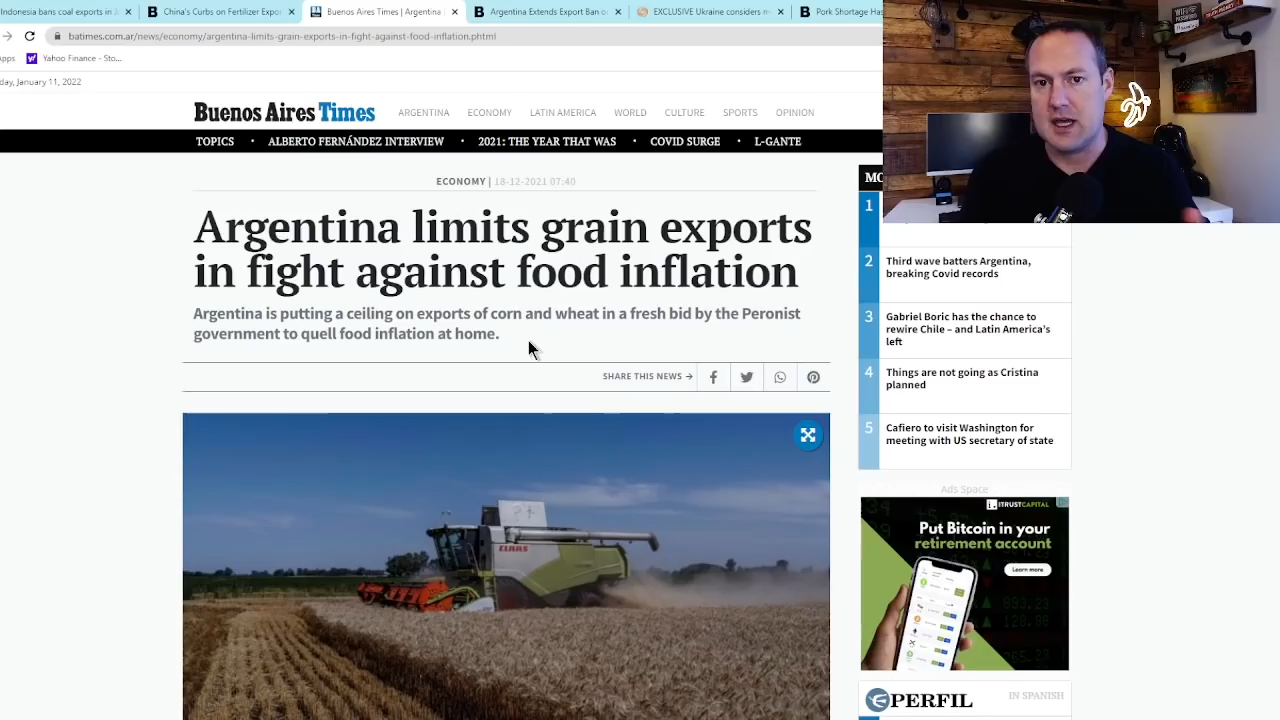 Indonesia bans coal exports in J
China's Curbs on Fertilizer Expor
Buenos Aires Times | Argentina l
Argentina Extends Export Ban o
EXCLUSIVE Ukraine considers m
Pork Shortage Has
batimes.com.ar/news/economy/argentina-limits-grain-exports-in-fight-against-food-inflation.phtml
Apps
Yahoo Finance - Sto...
day, January 11, 2022
Buenos Aires Times
ARGENTINA ECONOMY LATIN AMERICA WORLD CULTURE SPORTS OPINION
TOPICS • ALBERTO FERNÁNDEZ INTERVIEW • 2021: THE YEAR THAT WAS • COVID SURGE • L-GANTE
ECONOMY | 18-12-2021 07:40
Argentina limits grain exports
in fight against food inflation
Argentina is putting a ceiling on exports of corn and wheat in a fresh bid by the Peronist
government to quell food inflation at home.
SHARE THIS NEWS →
CLAAS
MO
1
2 Third wave batters Argentina,
breaking Covid records
3 Gabriel Boric has the chance to
rewire Chile – and Latin America's
left
4 Things are not going as Cristina
planned
5 Cafiero to visit Washington for
meeting with US secretary of state
Ads Space
ITRUSTCAPITAL
Put Bitcoin in your
retirement account
Learn more
PERFIL
IN SPANISH